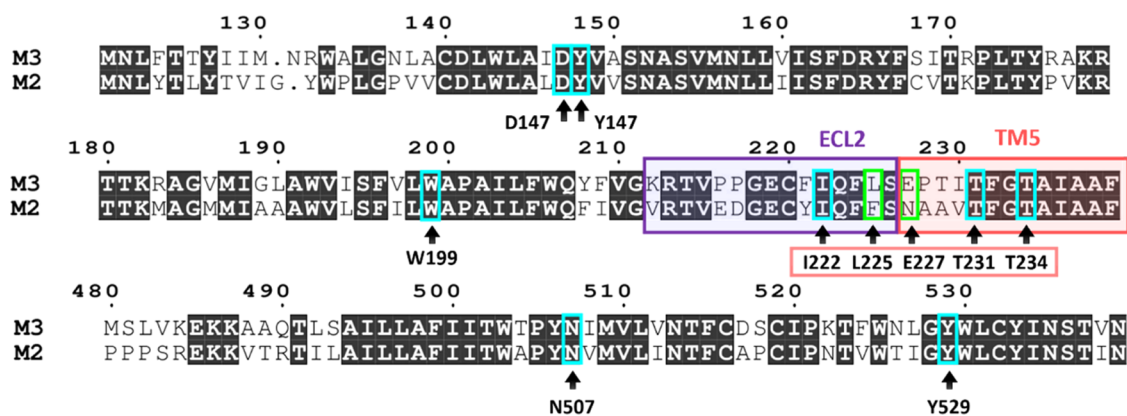 130 140 150 160 170
M3 MNLFTTYIIM.NRWALGNLACDLWLAIDYVASNASVMNLLVISFDRYFSITRPLTYRAKR
M2 MNLYTLYTVIG.YWPLGPVVCDLWLALDYVVSNASVMNLLIISFDRYFCVTKPLTYPVKR
D147 Y147
ECL2 TM5
180 190 200 210 220 230
M3 TTKRAGVMIGLAWVISFVLWAPAILFWQYFVGKRTVPPGECFIQFLSEPTITFGTAIAAF
M2 TTKMAGMMIAAAWVLSFILWAPAILFWQFIVGVRTVEDGECYIQFFSNAAVTFGTAIAAF
W199 I222 L225 E227 T231 T234
480 490 500 510 520 530
M3 MSLVKEKKAAQTLSAILLAFIITWTPYNIMVLVNTFCDSCIPKTFWNLGYWLCYINSTVN
M2 PPPSREKKVTRTILAILLAFIITWAPYNVMVLINTFCAPCIPNTVWTIGYWLCYINSTIN
N507 Y529